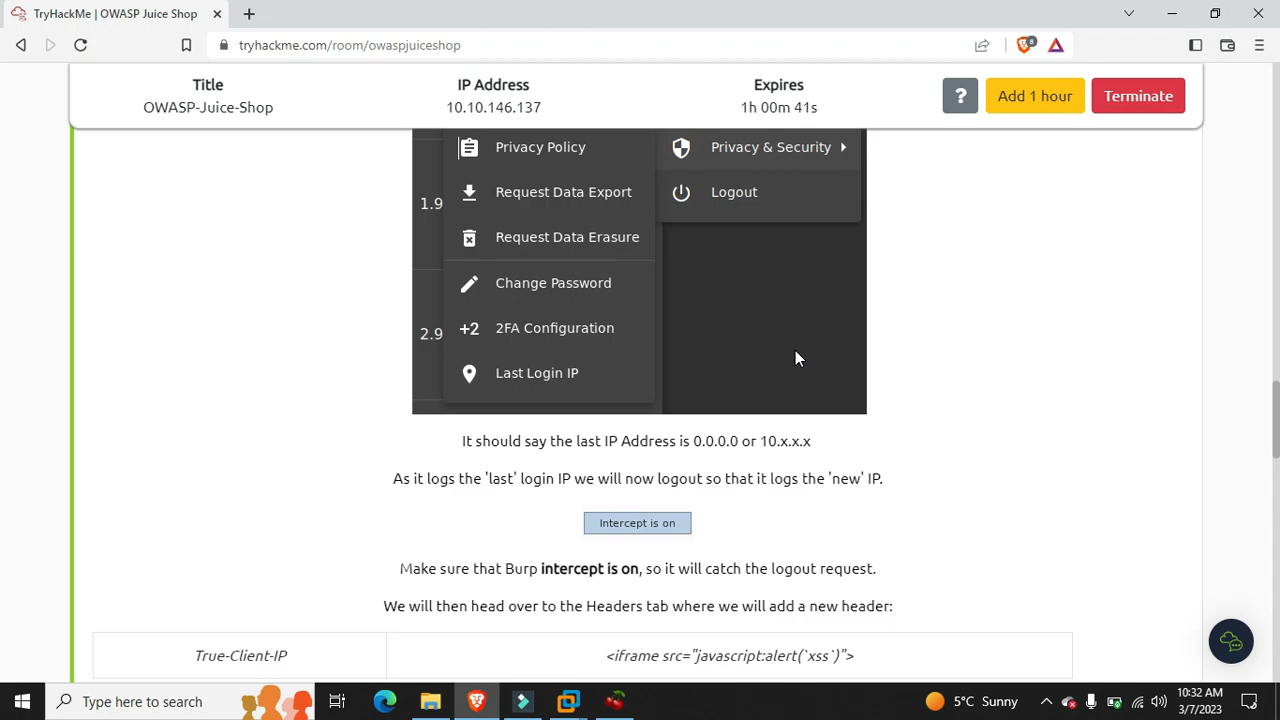 TryHackMe | OWASP Juice Shop
tryhackme.com/room/owaspjuiceshop
8
Title
OWASP-Juice-Shop
IP Address
10.10.146.137
Expires
1h 00m 41s
?
Add 1 hour
Terminate
Privacy Policy
Request Data Export
Request Data Erasure
Change Password
+2 2FA Configuration
Last Login IP
Privacy & Security
Logout
1.9
2.9
It should say the last IP Address is 0.0.0.0 or 10.x.x.x
As it logs the 'last' login IP we will now logout so that it logs the 'new' IP.
Intercept is on
Make sure that Burp intercept is on, so it will catch the logout request.
We will then head over to the Headers tab where we will add a new header:
True-Client-IP
<iframe src="javascript:alert(`xss`)">
Type here to search
5°C Sunny
10:32 AM
3/7/2023